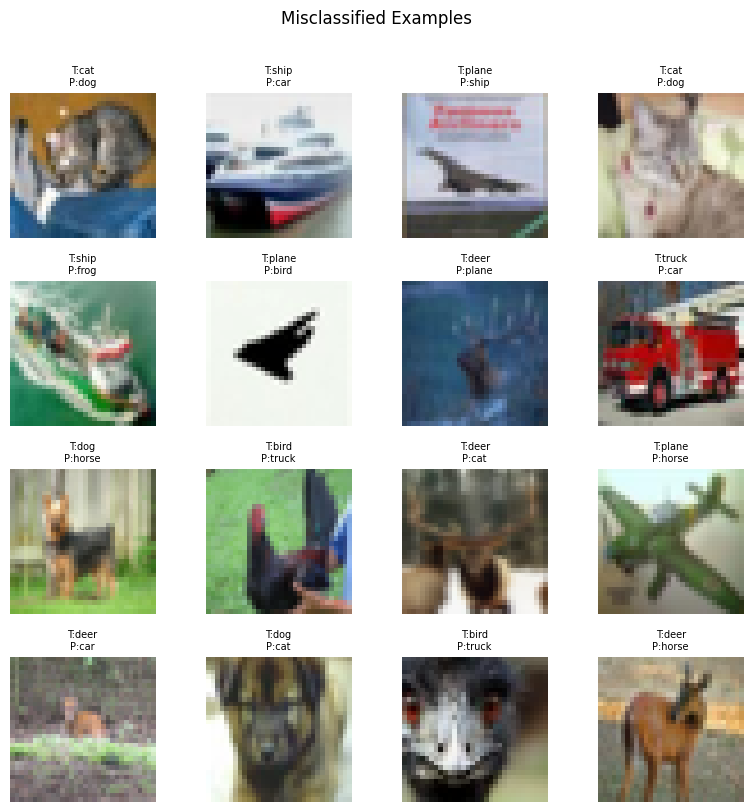 Misclassified Examples
T:cat
P:dog
T:ship
P:car
T:plane
P:ship
T:cat
P:dog
T:ship
P:frog
T:plane
P:bird
T:deer
P:plane
T:truck
P:car
T:dog
P:horse
T:bird
P:truck
T:deer
P:cat
T:plane
P:horse
T:deer
P:car
T:dog
P:cat
T:bird
P:truck
T:deer
P:horse